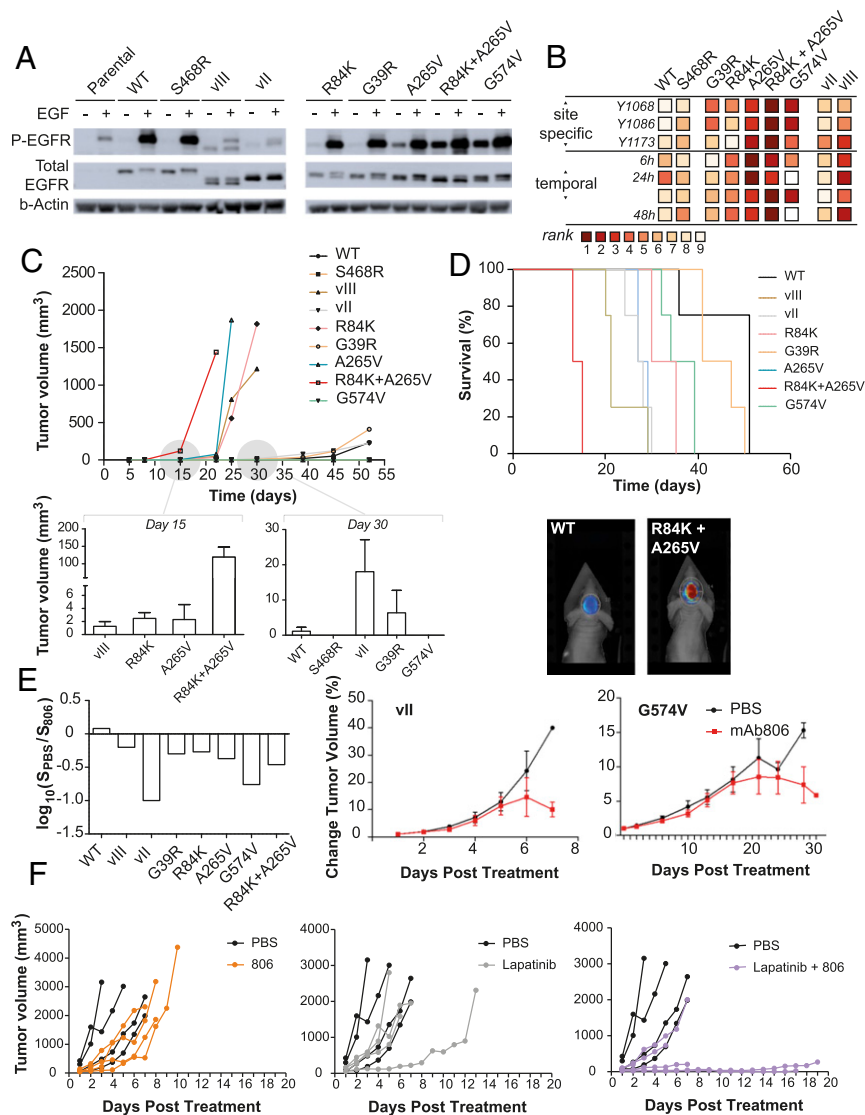 A
Parental
WT
S468R
vIII
vII
R84K
G39R
A265V
R84K+A265V
G574V
EGF - + - + - + - + - + - + - + - + - + - +
P-EGFR
Total
EGFR
b-Actin
B
WT
S468R
G39R
R84K
A265V
R84K + A265V
G574V
vII
vIII
site
specific
Y1068
Y1086
Y1173
temporal
6h
24h
48h
rank
1 2 3 4 5 6 7 8 9
C
Tumor volume (mm3)
2500
2000
1500
1000
500
0
0 5 10 15 20 25 30 35 40 45 50 55
Time (days)
WT
S468R
vIII
vII
R84K
G39R
A265V
R84K+A265V
G574V
Day 15
Tumor volume (mm3)
200
150
100
50
6
4
2
0
vIII
R84K
A265V
R84K+A265V
Day 30
30
20
10
0
WT
S468R
vII
G39R
G574V
D
Survival (%)
100
80
60
40
20
0
0 20 40 60
Time (days)
WT
vIII
vII
R84K
G39R
A265V
R84K+A265V
G574V
WT
R84K +
A265V
E
log10(SPBS/S806)
0.5
0
-0.5
-1.0
-1.5
WT
vIII
vII
G39R
R84K
A265V
G574V
R84K+A265V
vII
Change Tumor Volume (%)
50
40
30
20
10
0
0 2 4 6 8
Days Post Treatment
G574V
PBS
mAb806
20
15
10
5
0
0 10 20 30
Days Post Treatment
F
Tumor volume (mm3)
5000
4000
3000
2000
1000
0
0 2 4 6 8 10 12 14 16 18 20
Days Post Treatment
PBS
806
4000
3000
2000
1000
0
0 2 4 6 8 10 12 14 16 18 20
Days Post Treatment
PBS
Lapatinib
4000
3000
2000
1000
0
0 2 4 6 7 9 11 13 15 17 19 20
Days Post Treatment
PBS
Lapatinib + 806